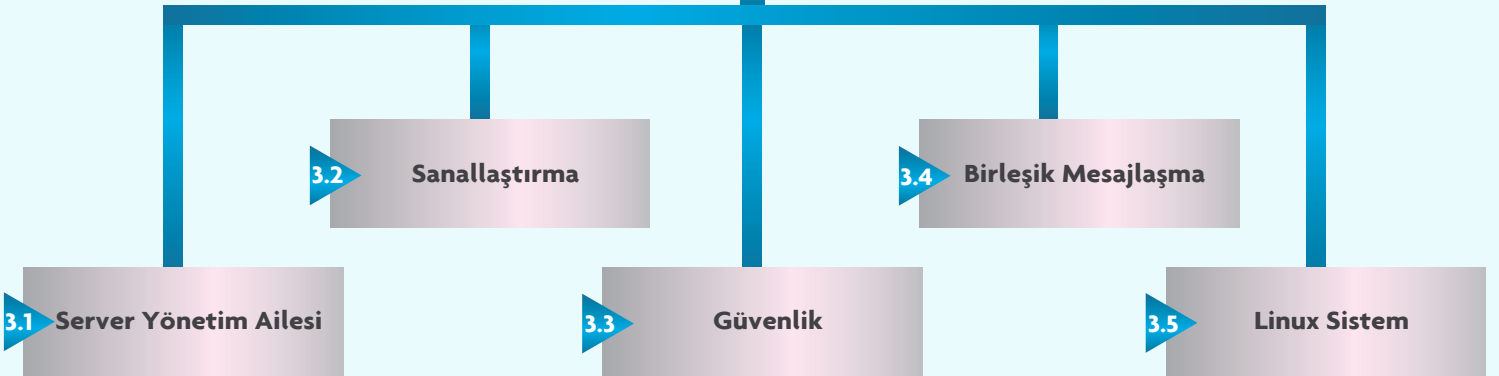 3.1 Server Yönetim Ailesi
3.2 Sanallaştırma
3.3 Güvenlik
3.4 Birleşik Mesajlaşma
3.5 Linux Sistem